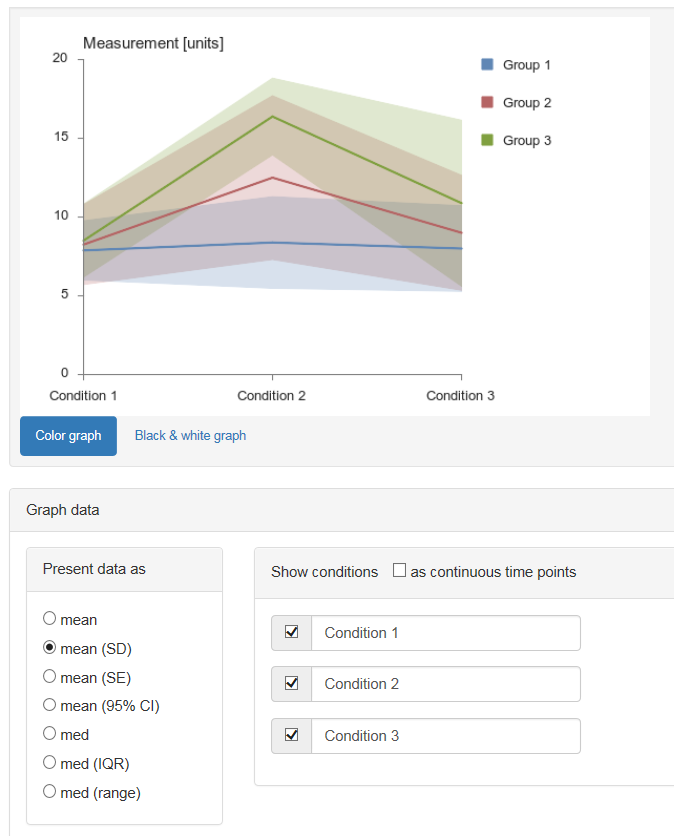 Measurement [units]
20
15
10
5
0
Condition 1
Condition 2
Condition 3
Group 1
Group 2
Group 3
Color graph
Black & white graph
Graph data
Present data as
mean
mean (SD)
mean (SE)
mean (95% CI)
med
med (IQR)
med (range)
Show conditions
as continuous time points
Condition 1
Condition 2
Condition 3